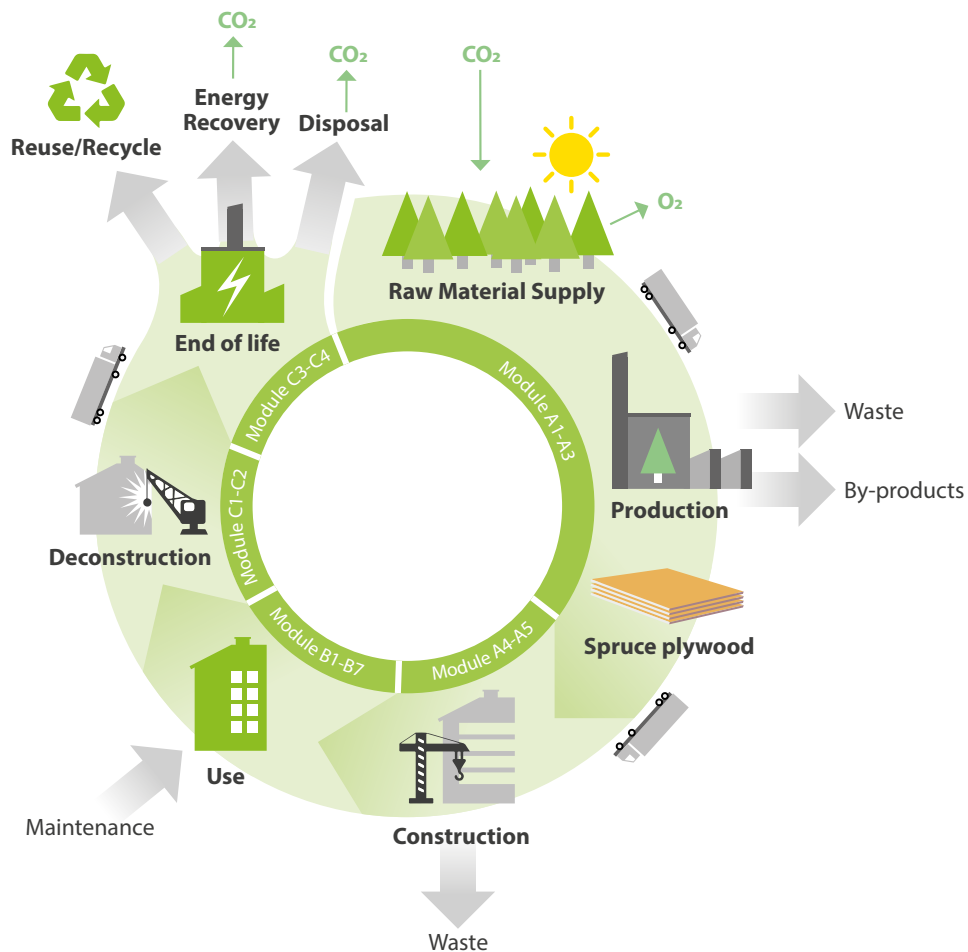 CO₂
CO₂
CO₂
Energy
Recovery
Disposal
Reuse/Recycle
O₂
Raw Material Supply
End of life
Module C3-C4
Module A1-A3
Waste
By-products
Production
Module C1-C2
Deconstruction
Module B1-B7
Module A4-A5
Spruce plywood
Use
Maintenance
Construction
Waste